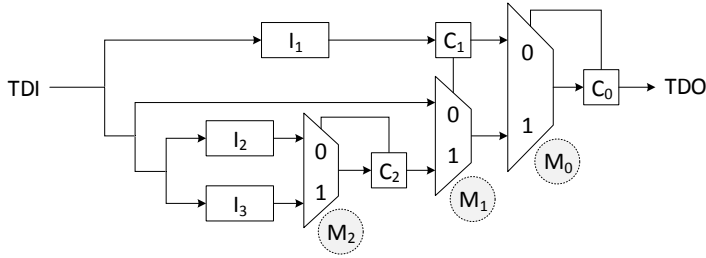 I₁
C₁
0
TDI
C₀
TDO
0
I₂
0
1
1
M₀
C₂
1
I₃
M₁
M₂